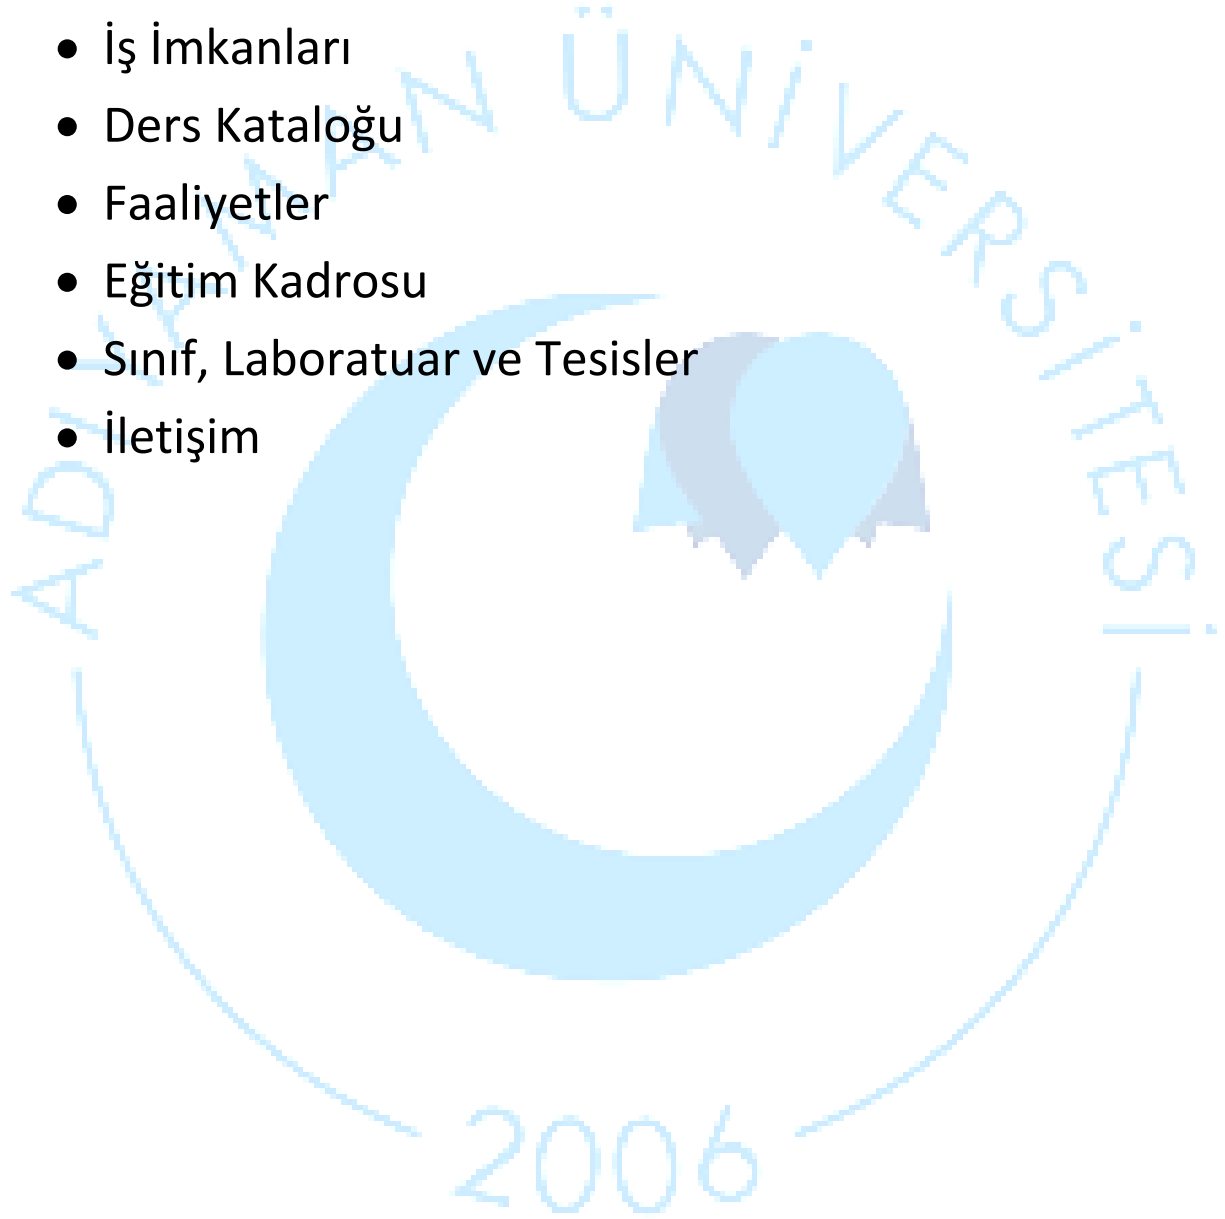 • İş İmkanları
• Ders Kataloğu
• Faaliyetler
• Eğitim Kadrosu
• Sınıf, Laboratuar ve Tesisler
• İletişim
ADIYAMAN ÜNİVERSİTESİ
2006